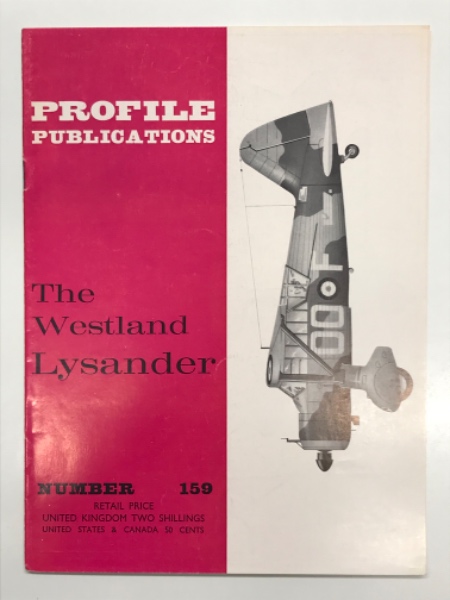 PROFILE
PUBLICATIONS
The
Westland
Lysander
NUMBER 159
RETAIL PRICE
UNITED KINGDOM TWO SHILLINGS
UNITED STATES & CANADA 50 CENTS
OO F